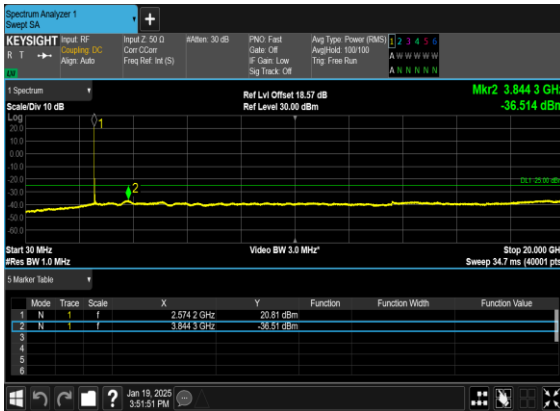 Spectrum Analyzer 1
Swept SA
+
KEYSIGHT
R T
Input: RF
Coupling: DC
Align: Auto
Input Z: 50 Ω
Corr CCorr
Freq Ref: Int (S)
#Atten: 30 dB
PNO: Fast
Gate: Off
IF Gain: Low
Sig Track: Off
Avg Type: Power (RMS)
Avg|Hold: 100/100
Trig: Free Run
1 2 3 4 5 6
A W W W W W
A N N N N N
1 Spectrum
Scale/Div 10 dB
Ref Lvl Offset 18.57 dB
Ref Level 30.00 dBm
Mkr2 3.844 3 GHz
-36.514 dBm
Log
20.0
10.0
0.00
-10.0
-20.0
-30.0
-40.0
-50.0
-60.0
1
2
DL1 -25.00 dBm
Start 30 MHz
#Res BW 1.0 MHz
Video BW 3.0 MHz*
Stop 20.000 GHz
Sweep 34.7 ms (40001 pts)
5 Marker Table
Mode Trace Scale X Y Function Function Width Function Value
1 N 1 f 2.574 2 GHz 20.81 dBm
2 N 1 f 3.844 3 GHz -36.51 dBm
3
4
5
6
?
Jan 19, 2025
3:51:51 PM